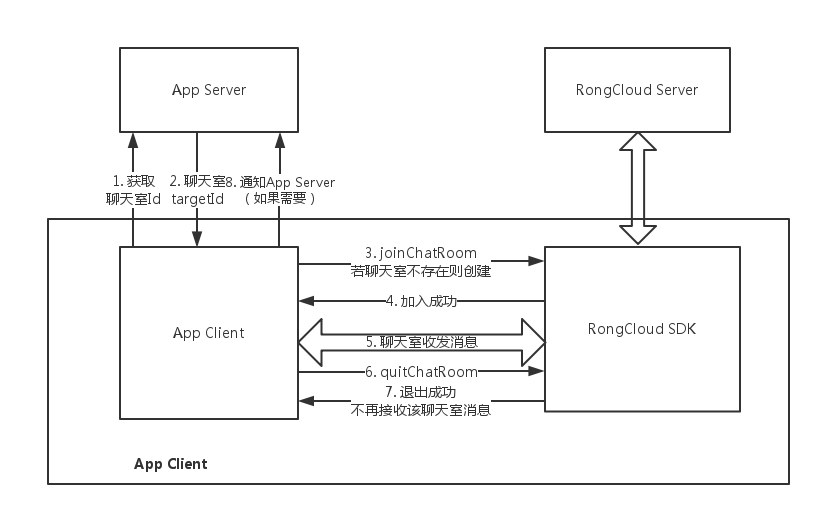 App Server
RongCloud Server
1. 获取
聊天室Id
2. 聊天室
targetId
8. 通知App Server
（如果需要）
3. joinChatRoom
若聊天室不存在则创建
4. 加入成功
App Client
RongCloud SDK
5. 聊天室收发消息
6. quitChatRoom
7. 退出成功
不再接收该聊天室消息
App Client